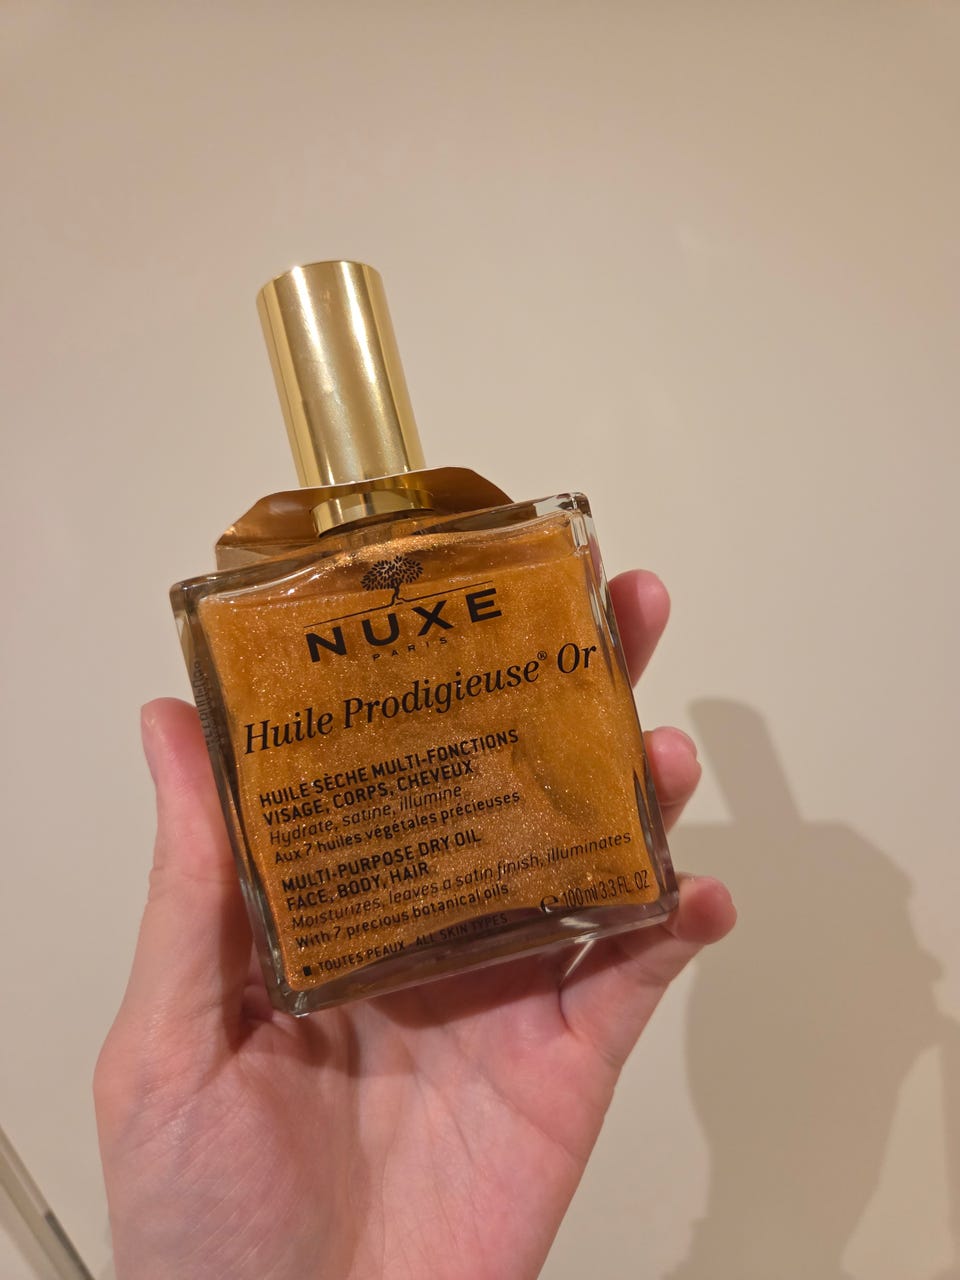 NUXE
PARIS
Huile Prodigieuse® Or
HUILE SÈCHE MULTI-FONCTIONS
VISAGE, CORPS, CHEVEUX
Hydrate, satine, illumine
Aux 7 huiles végétales précieuses
MULTI-PURPOSE DRY OIL
FACE, BODY, HAIR
Moisturizes, leaves a satin finish, illuminates
With 7 precious botanical oils
℮ 100 ml 3.3 FL. OZ.
TOUTES PEAUX ALL SKIN TYPES